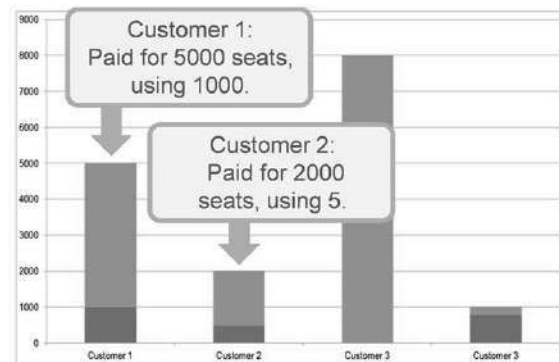 9000
8000
7000
6000
5000
4000
3000
2000
1000
0
Customer 1:
Paid for 5000 seats,
using 1000.
Customer 2:
Paid for 2000
seats, using 5.
Customer 1
Customer 2
Customer 3
Customer 3